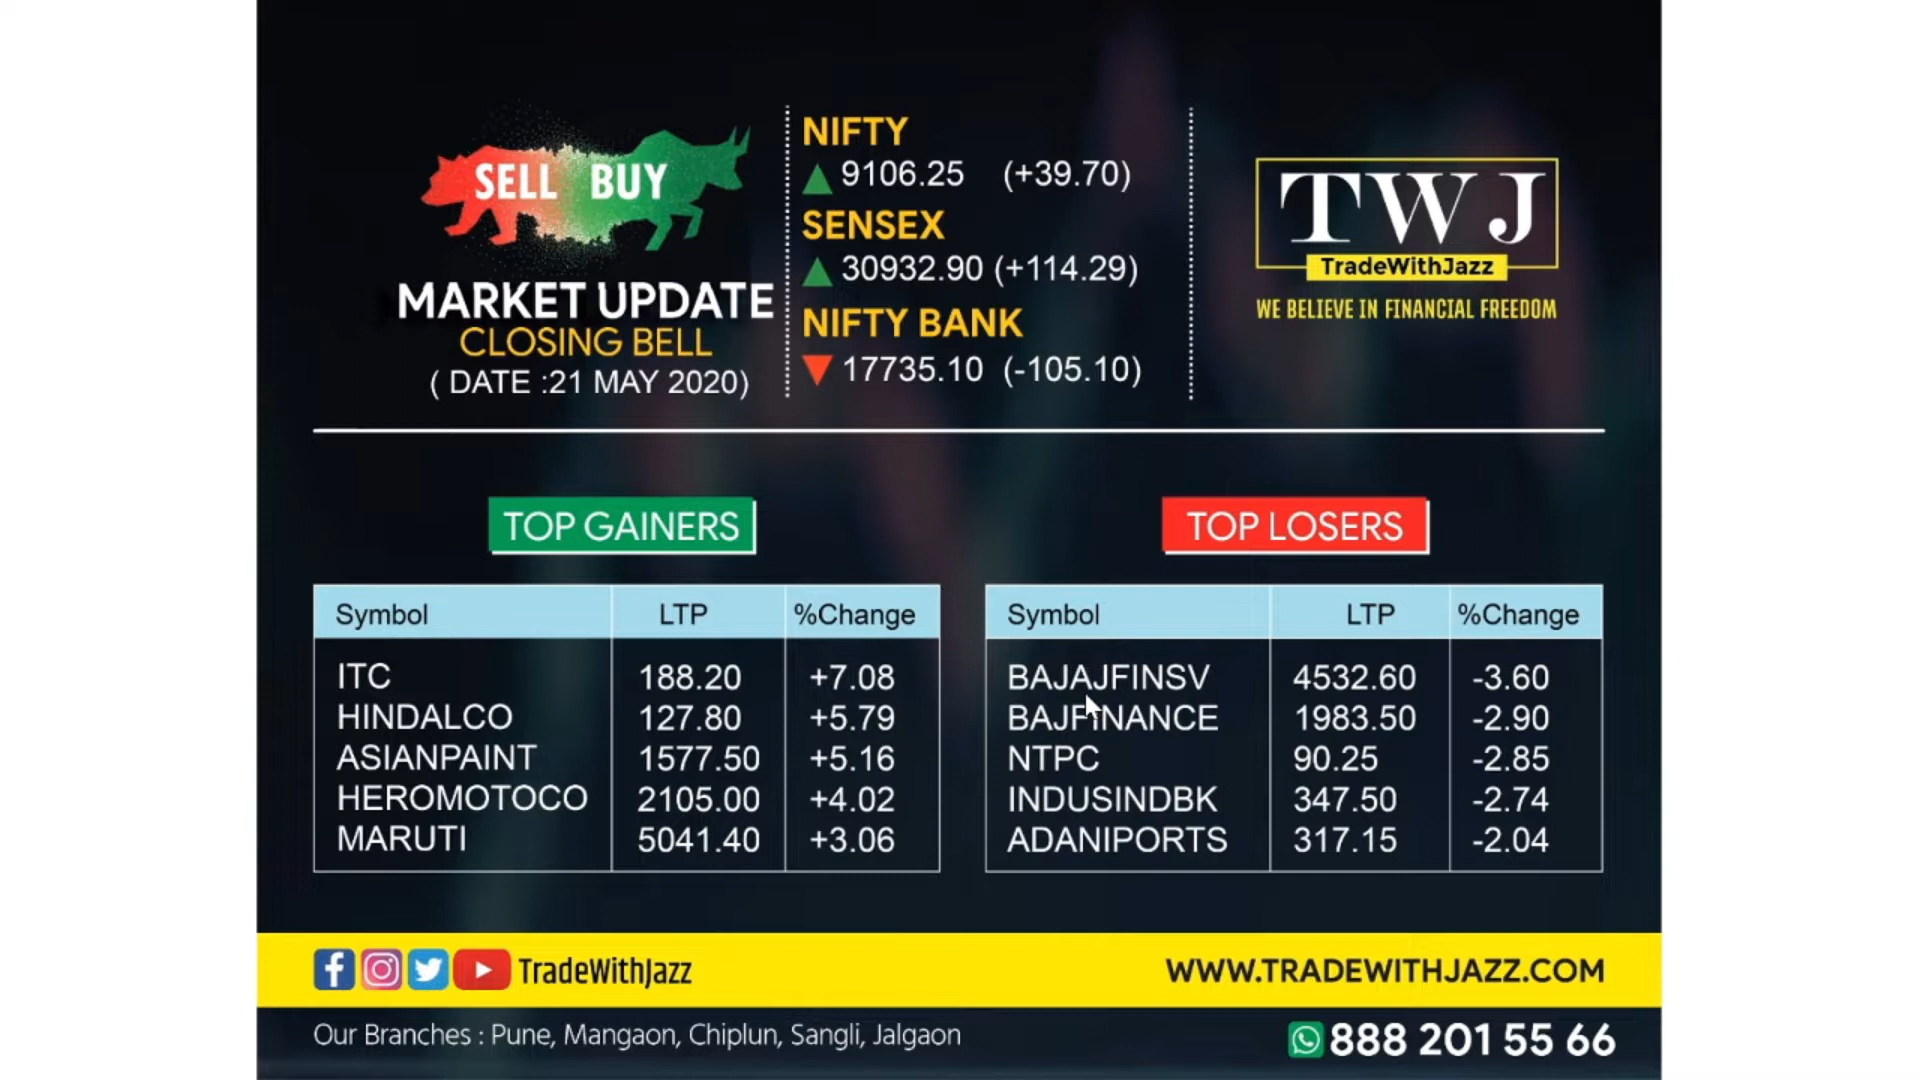 SELL BUY
MARKET UPDATE
CLOSING BELL
( DATE :21 MAY 2020)
NIFTY
9106.25 (+39.70)
SENSEX
30932.90 (+114.29)
NIFTY BANK
17735.10 (-105.10)
TWJ
TradeWithJazz
WE BELIEVE IN FINANCIAL FREEDOM
TOP GAINERS
Symbol LTP %Change
ITC 188.20 +7.08
HINDALCO 127.80 +5.79
ASIANPAINT 1577.50 +5.16
HEROMOTOCO 2105.00 +4.02
MARUTI 5041.40 +3.06
TOP LOSERS
Symbol LTP %Change
BAJAJFINSV 4532.60 -3.60
BAJFINANCE 1983.50 -2.90
NTPC 90.25 -2.85
INDUSINDBK 347.50 -2.74
ADANIPORTS 317.15 -2.04
TradeWithJazz
WWW.TRADEWITHJAZZ.COM
Our Branches : Pune, Mangaon, Chiplun, Sangli, Jalgaon
888 201 55 66